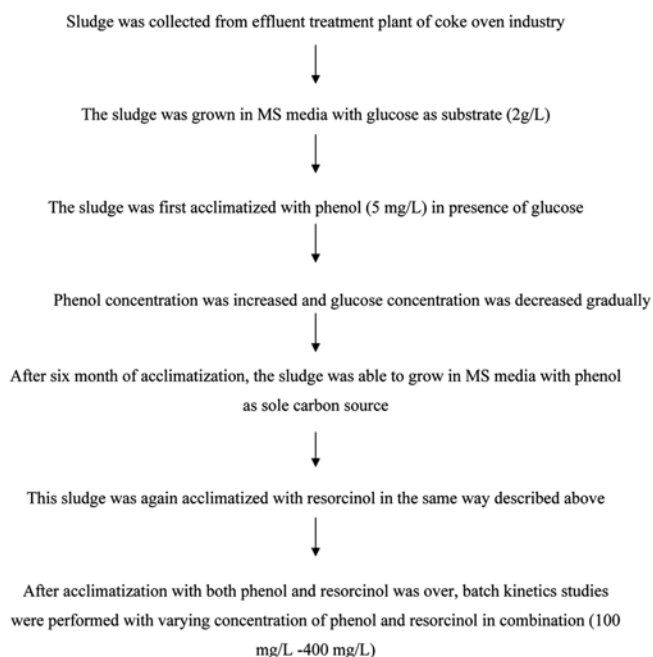 Sludge was collected from effluent treatment plant of coke oven industry
The sludge was grown in MS media with glucose as substrate (2g/L)
The sludge was first acclimatized with phenol (5 mg/L) in presence of glucose
Phenol concentration was increased and glucose concentration was decreased gradually
After six month of acclimatization, the sludge was able to grow in MS media with phenol
as sole carbon source
This sludge was again acclimatized with resorcinol in the same way described above
After acclimatization with both phenol and resorcinol was over, batch kinetics studies
were performed with varying concentration of phenol and resorcinol in combination (100
mg/L -400 mg/L)